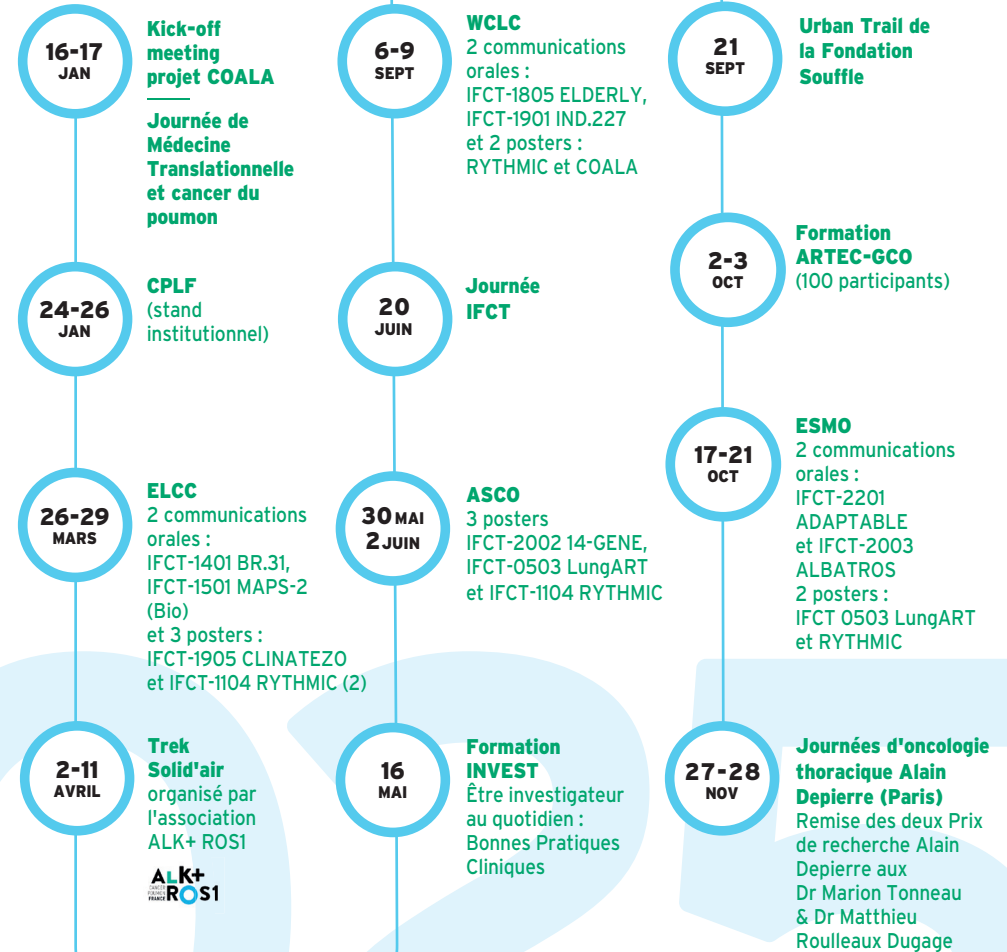 16-17
JAN
Kick-off
meeting
projet COALA
Journée de
Médecine
Translationnelle
et cancer du
poumon
24-26
JAN
CPLF
(stand
institutionnel)
26-29
MARS
ELCC
2 communications
orales :
IFCT-1401 BR.31,
IFCT-1501 MAPS-2
(Bio)
et 3 posters :
IFCT-1905 CLINATEZO
et IFCT-1104 RYTHMIC (2)
2-11
AVRIL
Trek
Solid'air
organisé par
l'association
ALK+ ROS1
ALK+
CANCER
POUMON
FRANCE
ROS1
6-9
SEPT
WCLC
2 communications
orales :
IFCT-1805 ELDERLY,
IFCT-1901 IND.227
et 2 posters :
RYTHMIC et COALA
20
JUIN
Journée
IFCT
30 MAI
2 JUIN
ASCO
3 posters
IFCT-2002 14-GENE,
IFCT-0503 LungART
et IFCT-1104 RYTHMIC
16
MAI
Formation
INVEST
Être investigateur
au quotidien :
Bonnes Pratiques
Cliniques
21
SEPT
Urban Trail de
la Fondation
Souffle
2-3
OCT
Formation
ARTEC-GCO
(100 participants)
17-21
OCT
ESMO
2 communications
orales :
IFCT-2201
ADAPTABLE
et IFCT-2003
ALBATROS
2 posters :
IFCT 0503 LungART
et RYTHMIC
27-28
NOV
Journées d'oncologie
thoracique Alain
Depierre (Paris)
Remise des deux Prix
de recherche Alain
Depierre aux
Dr Marion Tonneau
& Dr Matthieu
Roulleaux Dugage
025